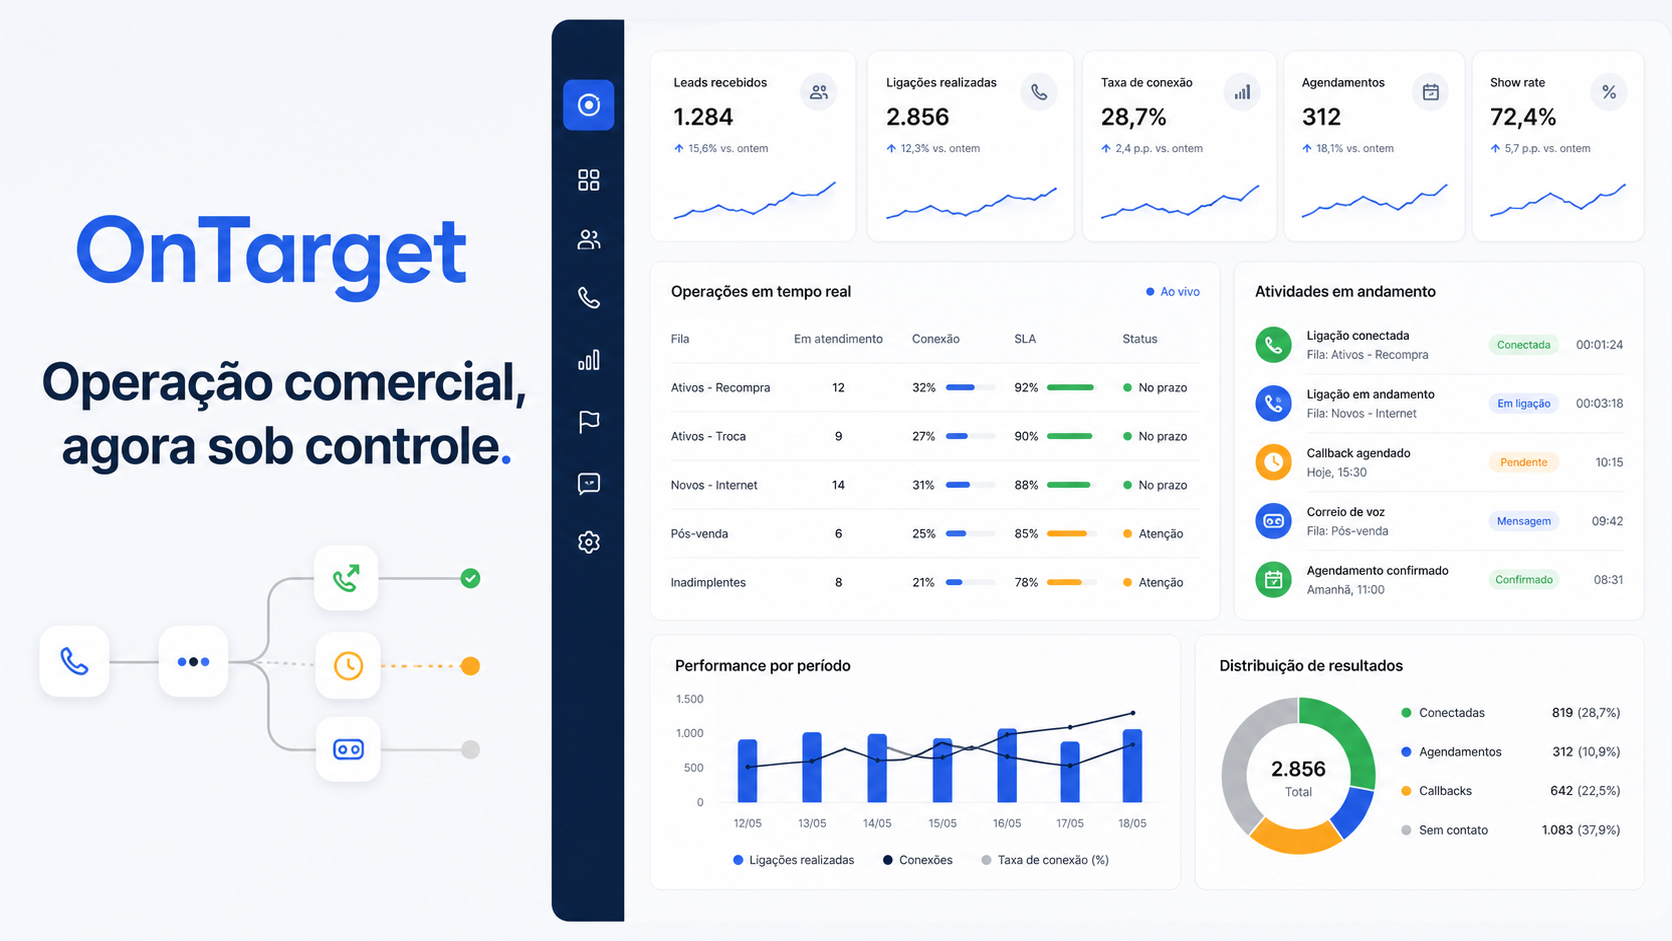 OnTarget
Operação comercial,
agora sob controle.
Leads recebidos
1.284
15,6% vs. ontem
Ligações realizadas
2.856
12,3% vs. ontem
Taxa de conexão
28,7%
2,4 p.p. vs. ontem
Agendamentos
312
18,1% vs. ontem
Show rate
%
72,4%
5,7 p.p. vs. ontem
Operações em tempo real
Ao vivo
Fila Em atendimento Conexão SLA Status
Ativos - Recompra 12 32% 92% No prazo
Ativos - Troca 9 27% 90% No prazo
Novos - Internet 14 31% 88% No prazo
Pós-venda 6 25% 85% Atenção
Inadimplentes 8 21% 78% Atenção
Atividades em andamento
Ligação conectada
Fila: Ativos - Recompra
Conectada 00:01:24
Ligação em andamento
Fila: Novos - Internet
Em ligação 00:03:18
Callback agendado
Hoje, 15:30
Pendente 10:15
Correio de voz
Fila: Pós-venda
Mensagem 09:42
Agendamento confirmado
Amanhã, 11:00
Confirmado 08:31
Performance por período
1.500
1.000
500
0
12/05 13/05 14/05 15/05 16/05 17/05 18/05
Ligações realizadas Conexões Taxa de conexão (%)
Distribuição de resultados
2.856
Total
Conectadas 819 (28,7%)
Agendamentos 312 (10,9%)
Callbacks 642 (22,5%)
Sem contato 1.083 (37,9%)